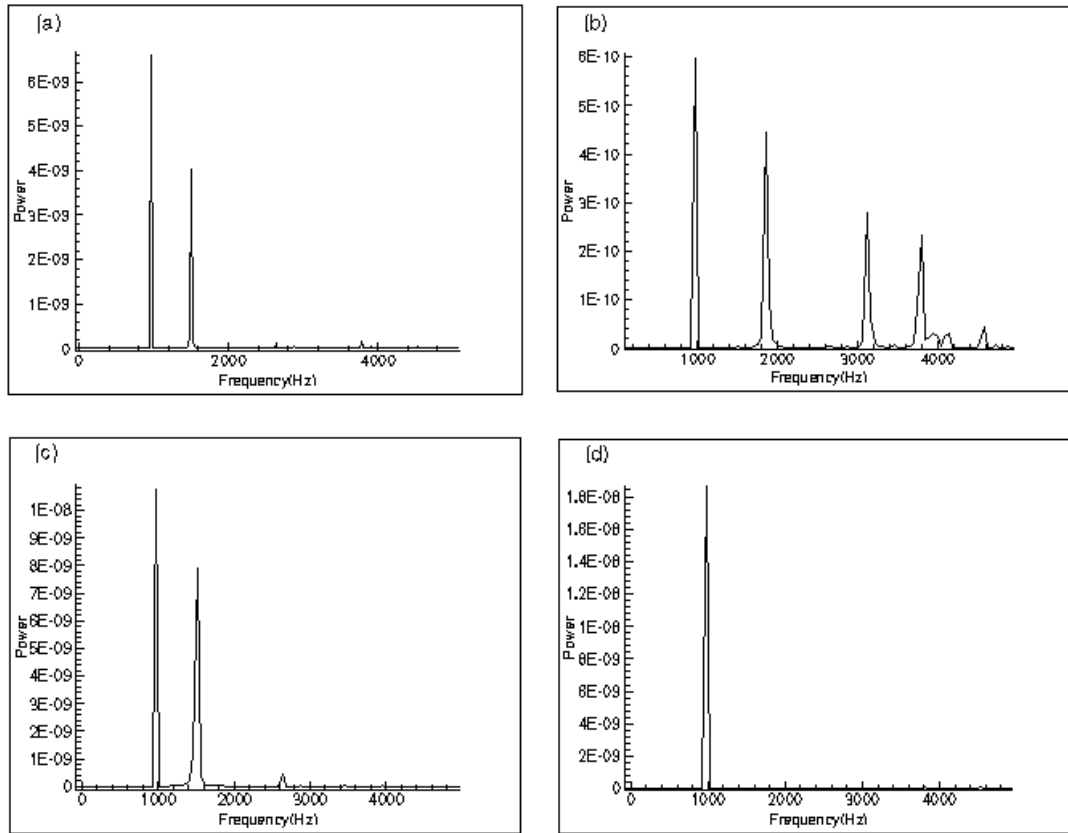 (a)
6E-09
5E-09
4E-09
3E-09
2E-09
1E-09
0
Power
0 2000 4000
Frequency(Hz)
(b)
6E-10
5E-10
4E-10
3E-10
2E-10
1E-10
0
Power
1000 2000 3000 4000
Frequency(Hz)
(c)
1E-08
9E-09
8E-09
7E-09
6E-09
5E-09
4E-09
3E-09
2E-09
1E-09
0
Power
0 1000 2000 3000 4000
Frequency(Hz)
(d)
1.8E-08
1.6E-08
1.4E-08
1.2E-08
1E-08
8E-09
6E-09
4E-09
2E-09
0
Power
0 1000 2000 3000 4000
Frequency(Hz)